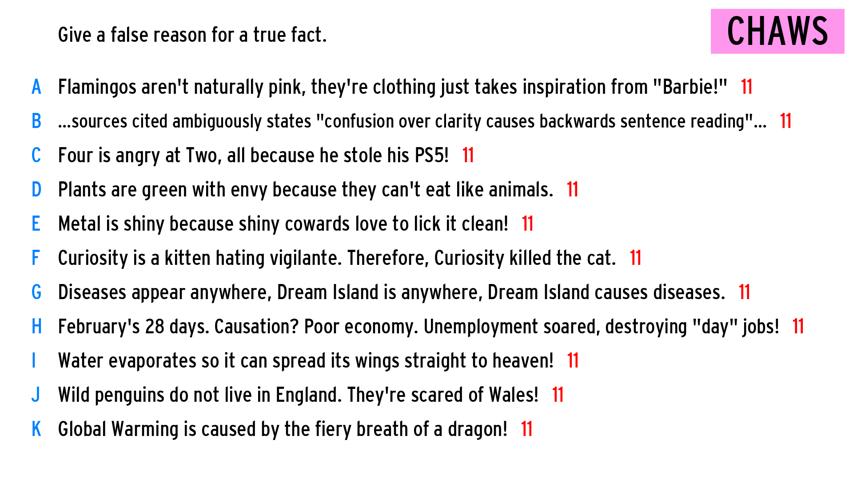 Give a false reason for a true fact.
CHAWS
A Flamingos aren't naturally pink, they're clothing just takes inspiration from "Barbie!" 11
B ...sources cited ambiguously states "confusion over clarity causes backwards sentence reading"... 11
C Four is angry at Two, all because he stole his PS5! 11
D Plants are green with envy because they can't eat like animals. 11
E Metal is shiny because shiny cowards love to lick it clean! 11
F Curiosity is a kitten hating vigilante. Therefore, Curiosity killed the cat. 11
G Diseases appear anywhere, Dream Island is anywhere, Dream Island causes diseases. 11
H February's 28 days. Causation? Poor economy. Unemployment soared, destroying "day" jobs! 11
I Water evaporates so it can spread its wings straight to heaven! 11
J Wild penguins do not live in England. They're scared of Wales! 11
K Global Warming is caused by the fiery breath of a dragon! 11